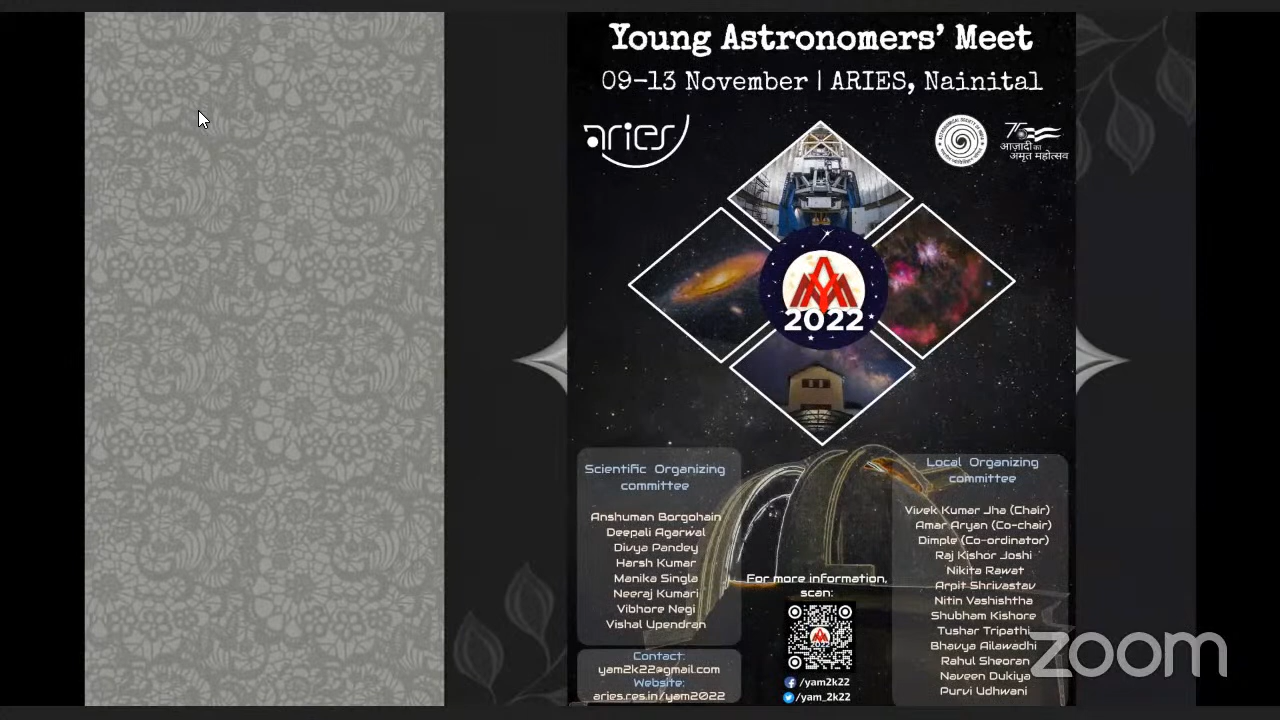 Young Astronomers’ Meet
09-13 November | ARIES, Nainital
aries
75
आज़ादी का
अमृत महोत्सव
2022
Scientific Organizing
committee
Anshuman Borgohain
Deepali Agarwal
Divya Pandey
Harsh Kumar
Manika Singla
Neeraj Kumari
Vibhore Negi
Vishal Upendran
Contact:
yam2k22@gmail.com
Website:
aries.res.in/yam2022
For more information,
scan:
/yam2k22
/yam_2k22
Local Organizing
committee
Vivek Kumar Jha (Chair)
Amar Aryan (Co-chair)
Dimple (Co-ordinator)
Raj Kishor Joshi
Nikita Rawat
Arpit Shrivastav
Nitin Vashishtha
Shubham Kishore
Tushar Tripathi
Bhavya Ailawadhi
Rahul Sheoran
Naveen Dukiya
Purvi Udhwani
zoom